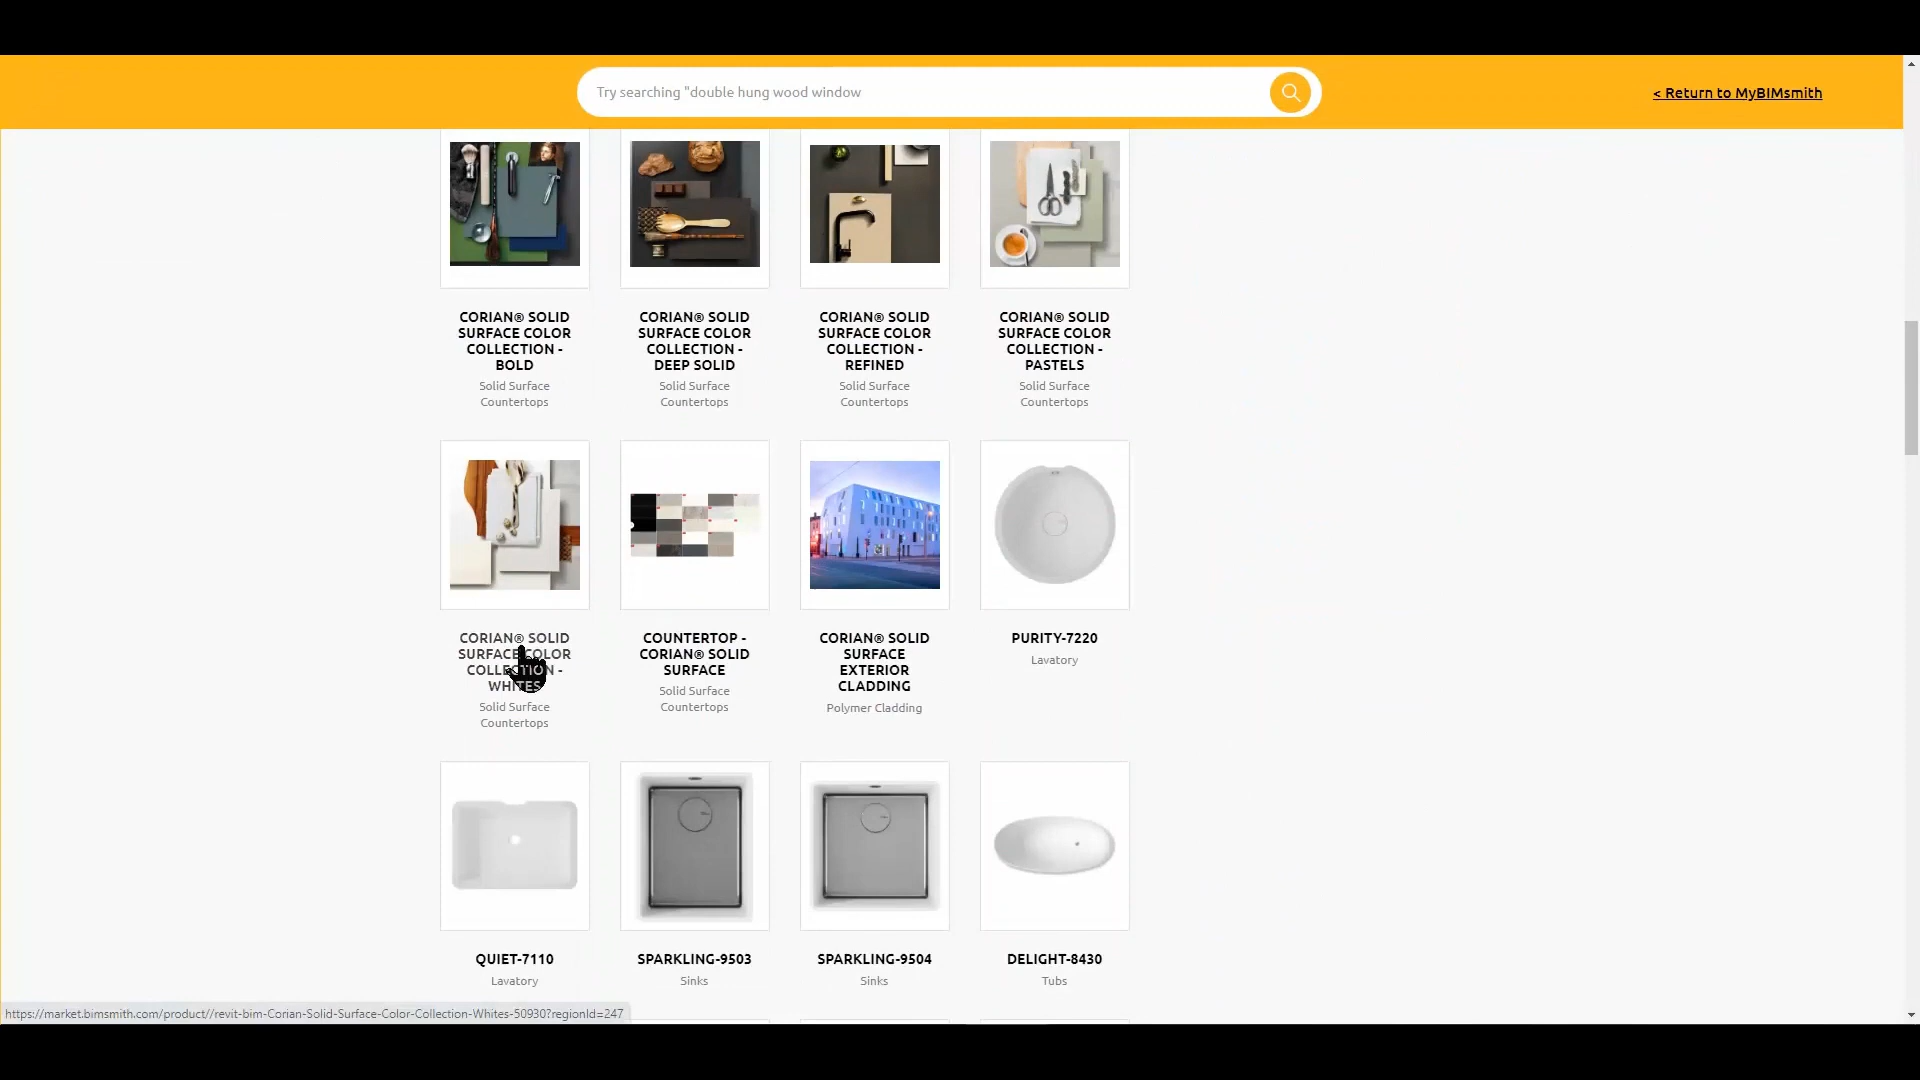 Try searching "double hung wood window
< Return to MyBIMsmith
CORIAN® SOLID
SURFACE COLOR
COLLECTION -
BOLD
Solid Surface
Countertops
CORIAN® SOLID
SURFACE COLOR
COLLECTION -
DEEP SOLID
Solid Surface
Countertops
CORIAN® SOLID
SURFACE COLOR
COLLECTION -
REFINED
Solid Surface
Countertops
CORIAN® SOLID
SURFACE COLOR
COLLECTION -
PASTELS
Solid Surface
Countertops
CORIAN® SOLID
SURFACE COLOR
COLLECTION -
WHITES
Solid Surface
Countertops
COUNTERTOP -
CORIAN® SOLID
SURFACE
Solid Surface
Countertops
CORIAN® SOLID
SURFACE
EXTERIOR
CLADDING
Polymer Cladding
PURITY-7220
Lavatory
QUIET-7110
Lavatory
SPARKLING-9503
Sinks
SPARKLING-9504
Sinks
DELIGHT-8430
Tubs
https://market.bimsmith.com/product//revit-bim-Corian-Solid-Surface-Color-Collection-Whites-50930?regionId=247